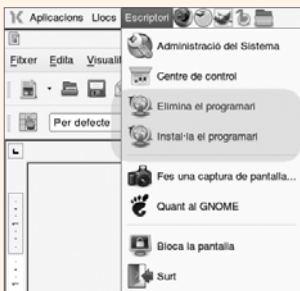 Aplicacions Llocs Escriptori
Administració del Sistema
Fitxer Edita Visualit
Centre de control
Elimina el programari
Per defecte
Instal·la el programari
Fes una captura de pantalla...
Quant al GNOME
Bloca la pantalla
Surt